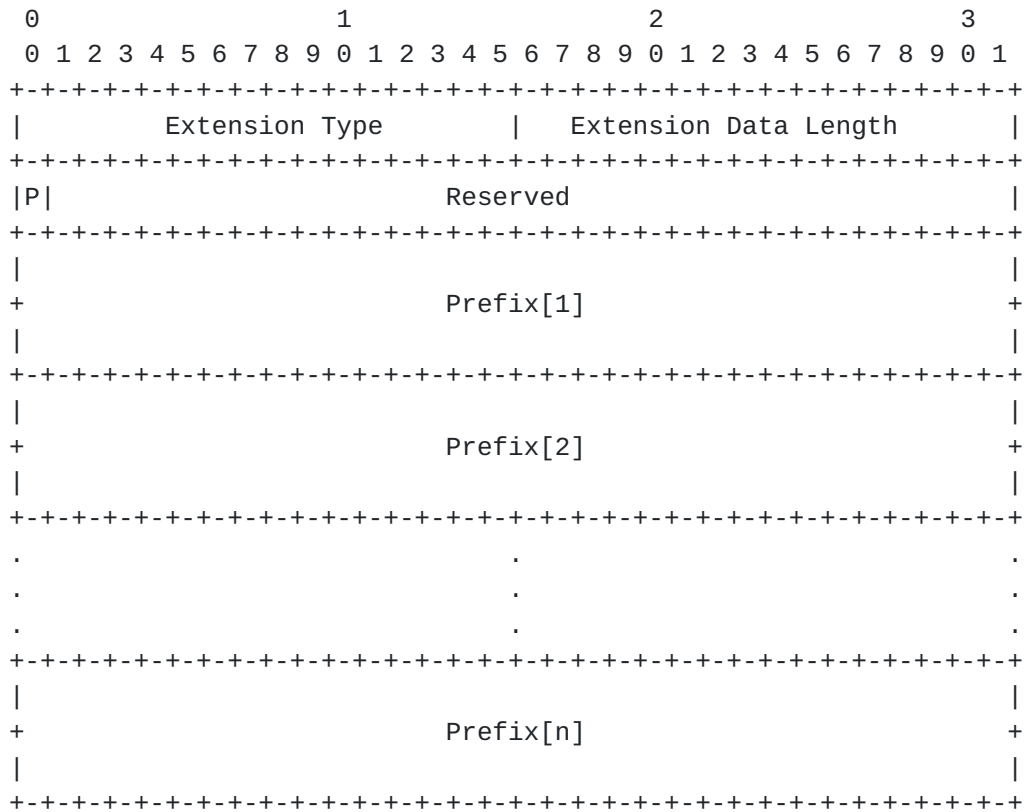 0                   1                   2                   3
 0 1 2 3 4 5 6 7 8 9 0 1 2 3 4 5 6 7 8 9 0 1 2 3 4 5 6 7 8 9 0 1
+-+-+-+-+-+-+-+-+-+-+-+-+-+-+-+-+-+-+-+-+-+-+-+-+-+-+-+-+-+-+-+-+
|         Extension Type        |   Extension Data Length       |
+-+-+-+-+-+-+-+-+-+-+-+-+-+-+-+-+-+-+-+-+-+-+-+-+-+-+-+-+-+-+-+-+
|P|                         Reserved                            |
+-+-+-+-+-+-+-+-+-+-+-+-+-+-+-+-+-+-+-+-+-+-+-+-+-+-+-+-+-+-+-+-+
|                                                               |
+                           Prefix[1]                           +
|                                                               |
+-+-+-+-+-+-+-+-+-+-+-+-+-+-+-+-+-+-+-+-+-+-+-+-+-+-+-+-+-+-+-+-+
|                                                               |
+                           Prefix[2]                           +
|                                                               |
+-+-+-+-+-+-+-+-+-+-+-+-+-+-+-+-+-+-+-+-+-+-+-+-+-+-+-+-+-+-+-+-+
.                               .                               .
.                               .                               .
.                               .                               .
+-+-+-+-+-+-+-+-+-+-+-+-+-+-+-+-+-+-+-+-+-+-+-+-+-+-+-+-+-+-+-+-+
|                                                               |
+                           Prefix[n]                           +
|                                                               |
+-+-+-+-+-+-+-+-+-+-+-+-+-+-+-+-+-+-+-+-+-+-+-+-+-+-+-+-+-+-+-+-+